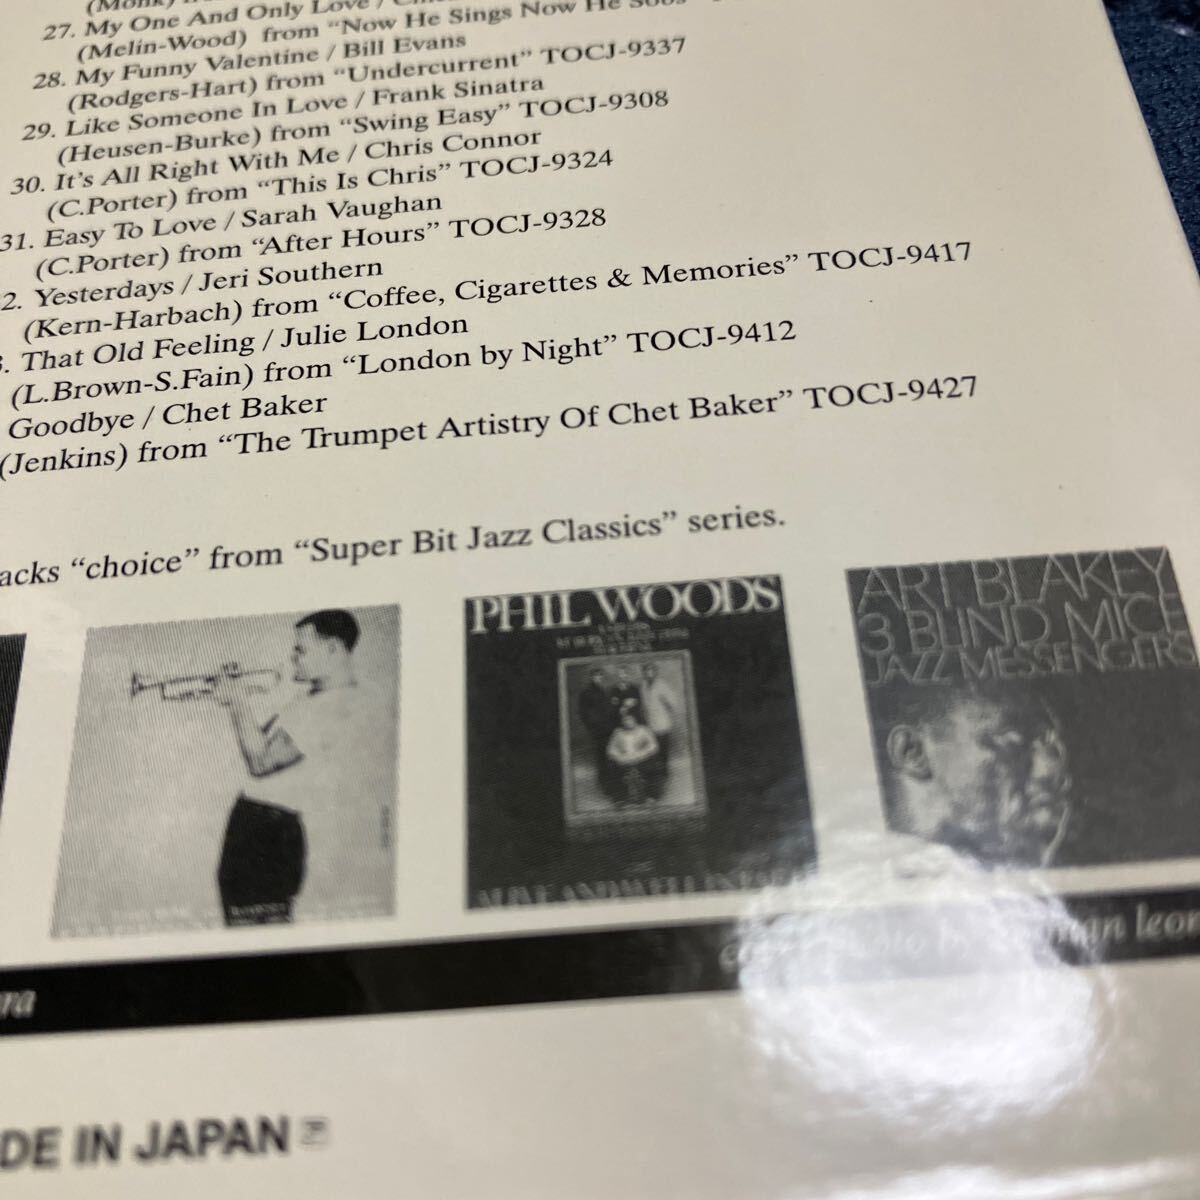 27. My One And Only Love /
(Melin-Wood) from “Now He Sings Now He
28. My Funny Valentine / Bill Evans
(Rodgers-Hart) from “Undercurrent” TOCJ-9337
29. Like Someone In Love / Frank Sinatra
(Heusen-Burke) from “Swing Easy” TOCJ-9308
30. It's All Right With Me / Chris Connor
(C.Porter) from “This Is Chris” TOCJ-9324
31. Easy To Love / Sarah Vaughan
(C.Porter) from “After Hours” TOCJ-9328
2. Yesterdays / Jeri Southern
(Kern-Harbach) from “Coffee, Cigarettes & Memories” TOCJ-9417
That Old Feeling / Julie London
(L.Brown-S.Fain) from “London by Night” TOCJ-9412
Goodbye / Chet Baker
(Jenkins) from “The Trumpet Artistry Of Chet Baker” TOCJ-9427
acks “choice” from “Super Bit Jazz Classics” series.
PHIL WOODS
ART BLAKEY
3 BLIND MICE
JAZZ MESSENGERS
ra
DE IN JAPAN